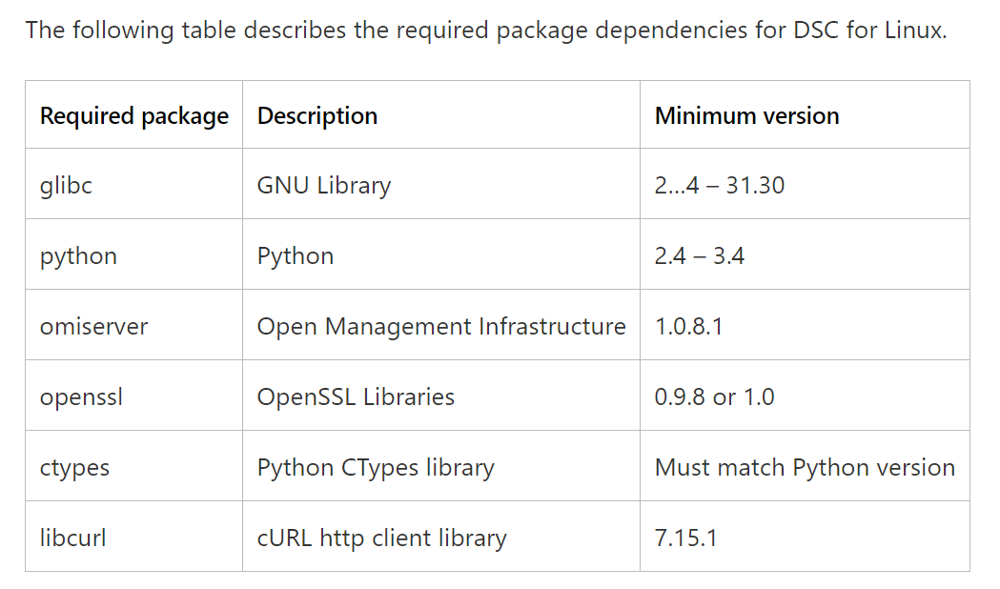 The following table describes the required package dependencies for DSC for Linux.
Required package Description Minimum version
glibc GNU Library 2...4 – 31.30
python Python 2.4 – 3.4
omiserver Open Management Infrastructure 1.0.8.1
openssl OpenSSL Libraries 0.9.8 or 1.0
ctypes Python CTypes library Must match Python version
libcurl cURL http client library 7.15.1